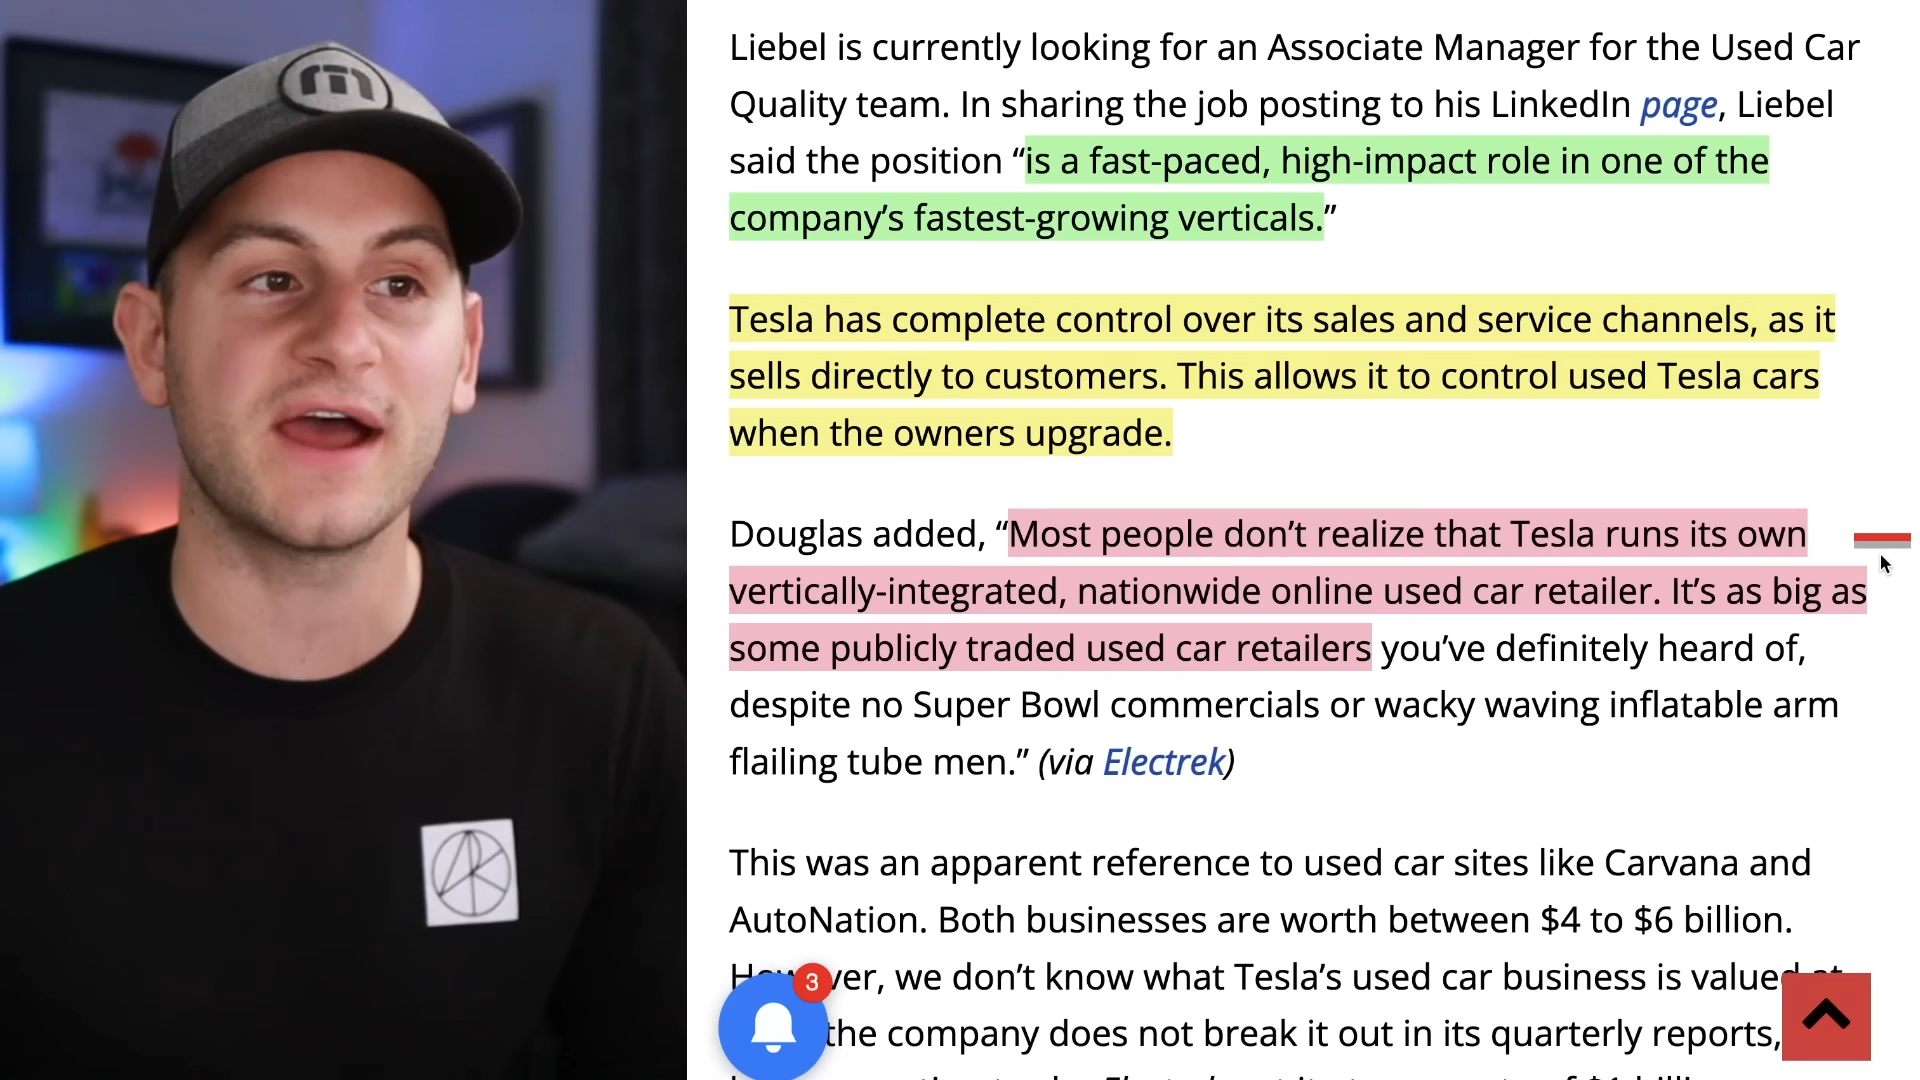 Liebel is currently looking for an Associate Manager for the Used Car
Quality team. In sharing the job posting to his LinkedIn page, Liebel
said the position “is a fast-paced, high-impact role in one of the
company’s fastest-growing verticals.”
Tesla has complete control over its sales and service channels, as it
sells directly to customers. This allows it to control used Tesla cars
when the owners upgrade.
Douglas added, “Most people don’t realize that Tesla runs its own
vertically-integrated, nationwide online used car retailer. It’s as big as
some publicly traded used car retailers you’ve definitely heard of,
despite no Super Bowl commercials or wacky waving inflatable arm
flailing tube men.” (via Electrek)
This was an apparent reference to used car sites like Carvana and
AutoNation. Both businesses are worth between $4 to $6 billion.
However, we don’t know what Tesla’s used car business is valued at
the company does not break it out in its quarterly reports,
3